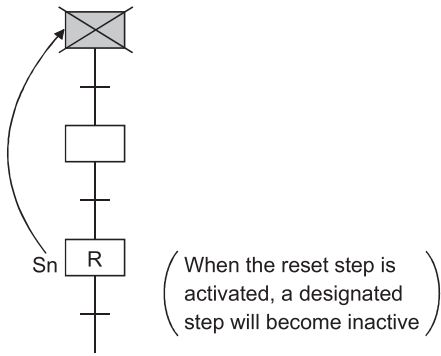 Sn R
When the reset step is
activated, a designated
step will become inactive